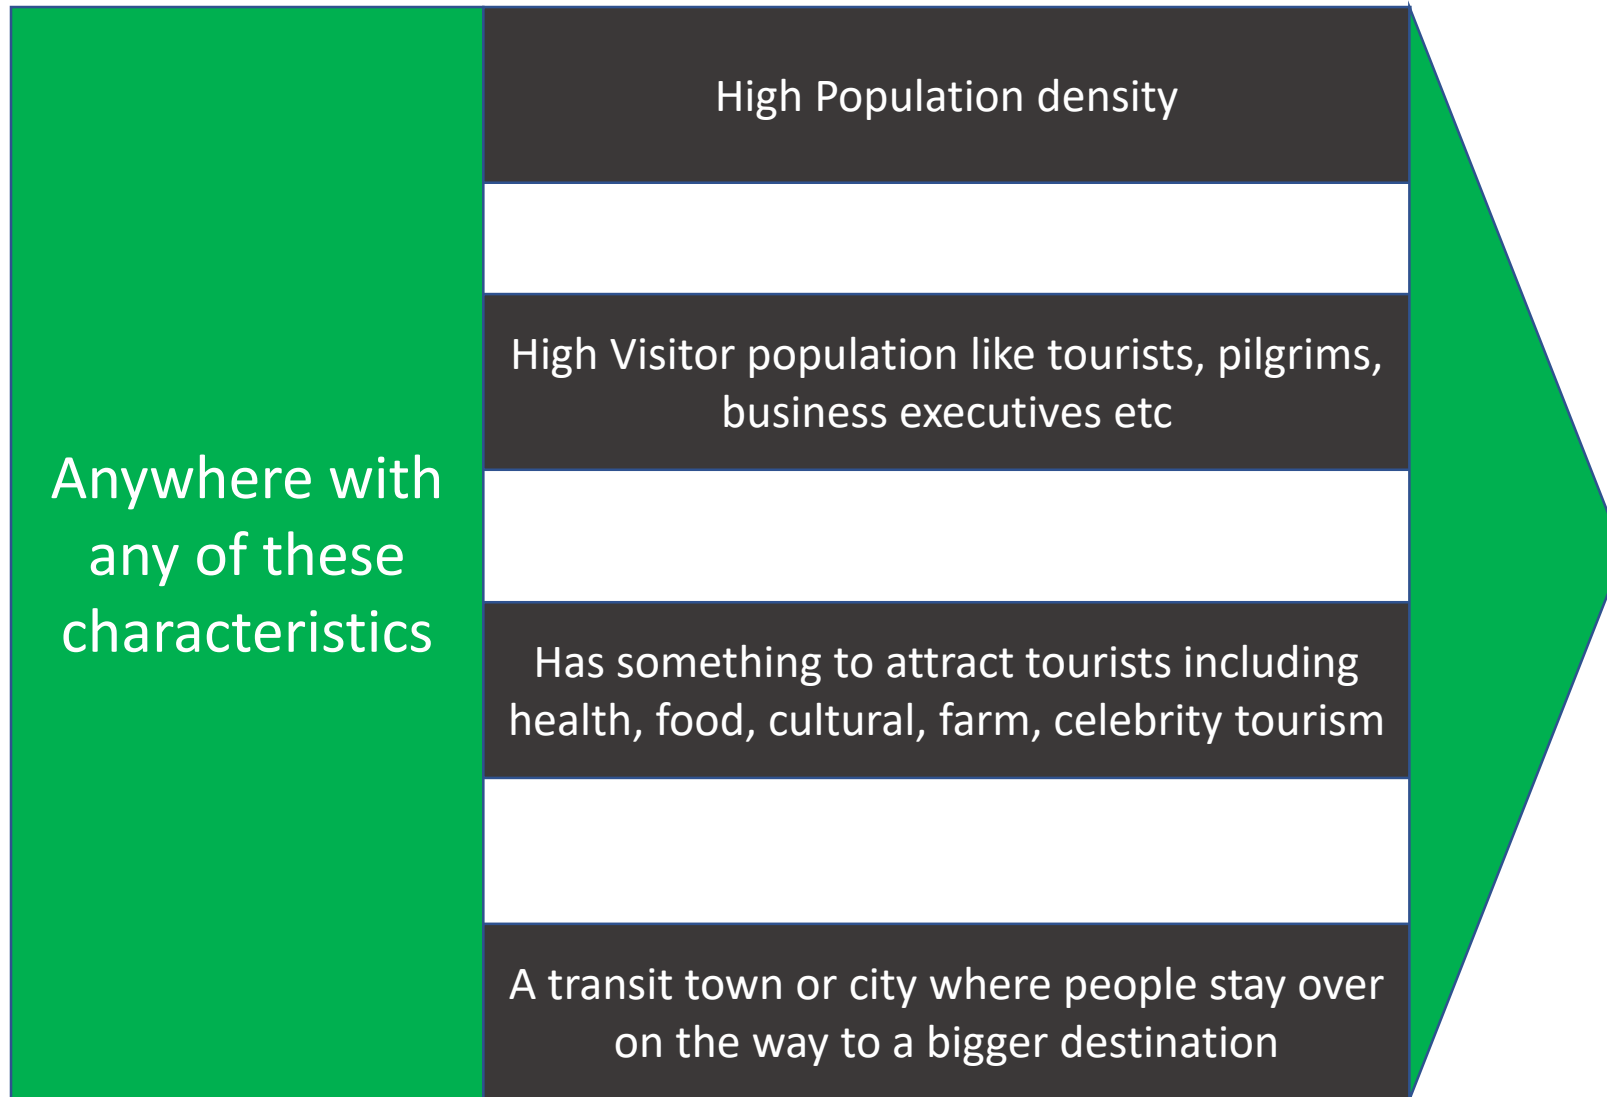 Anywhere with
any of these
characteristics
High Population density
High Visitor population like tourists, pilgrims,
business executives etc
Has something to attract tourists including
health, food, cultural, farm, celebrity tourism
A transit town or city where people stay over
on the way to a bigger destination